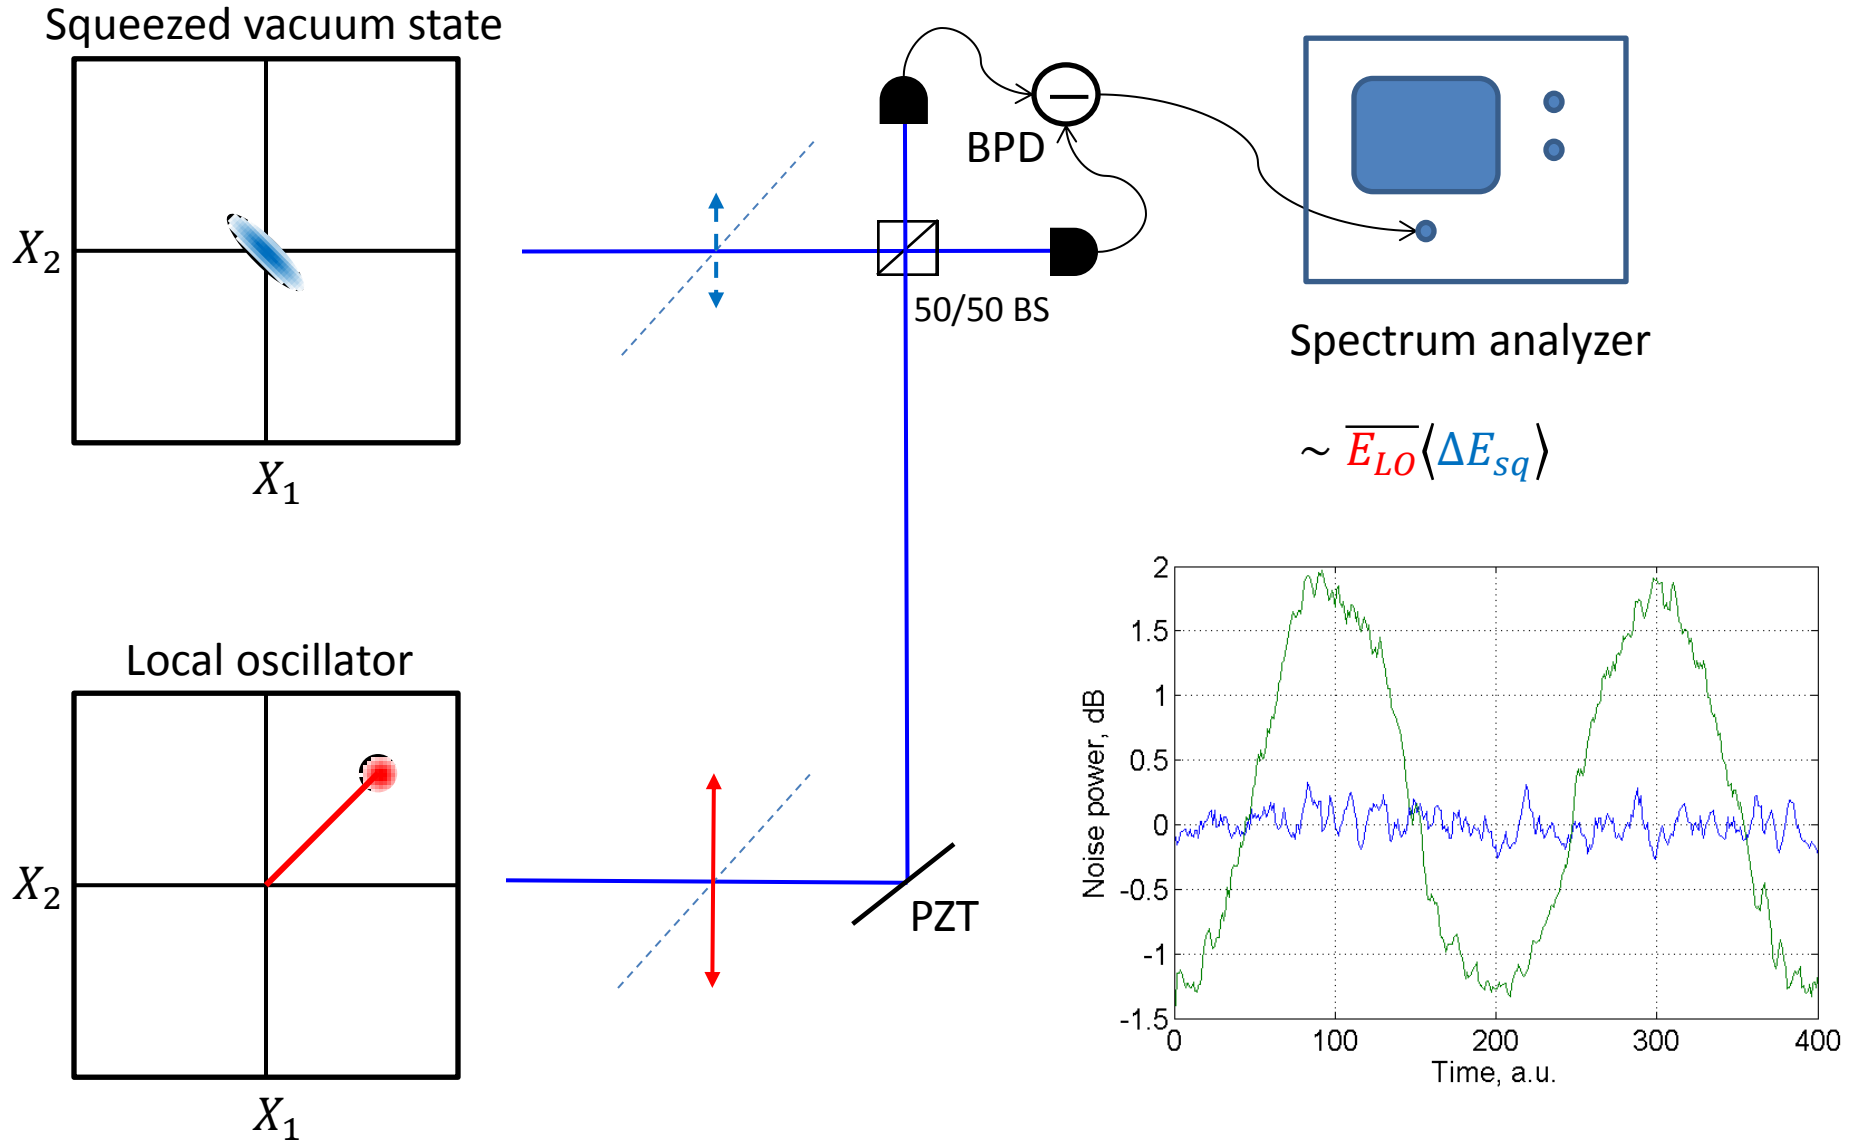 Squeezed vacuum state
X₂
X₁
BPD
50/50 BS
Spectrum analyzer
~ E_LO⟨ΔE_sq⟩
Local oscillator
X₂
X₁
PZT
Noise power, dB
2
1.5
1
0.5
0
-0.5
-1
-1.5
0 100 200 300 400
Time, a.u.